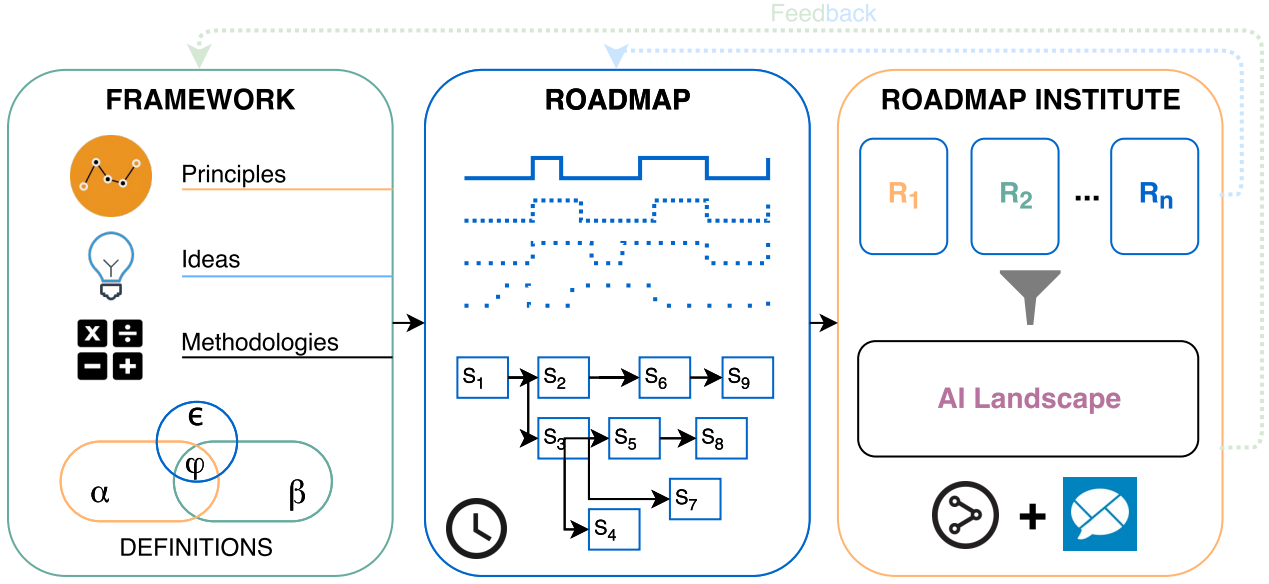 Feedback
FRAMEWORK
Principles
Ideas
Methodologies
x ÷
− +
ϵ
φ
α β
DEFINITIONS
ROADMAP
S1 S2 S6 S9
S3 S5 S8
S7
S4
ROADMAP INSTITUTE
R1 R2 ... Rn
AI Landscape
+